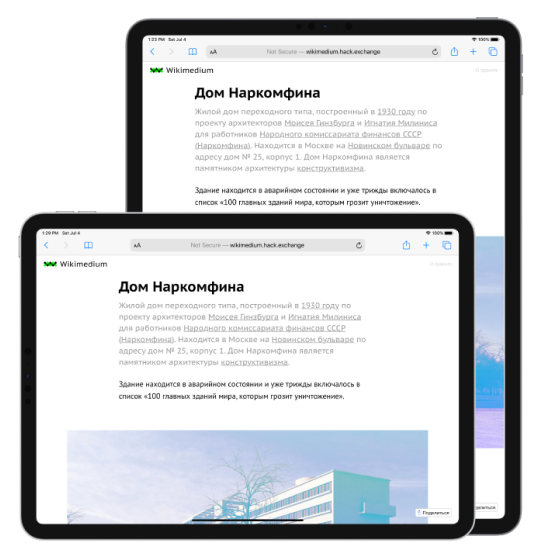 1:23 PM Sat Jul 4
100%
AA
Not Secure — wikimedium.hack.exchange
Wikimedium
О проекте
Дом Наркомфина
Жилой дом переходного типа, построенный в 1930 году по
проекту архитекторов Моисея Гинзбурга и Игнатия Милиниса
для работников Народного комиссариата финансов СССР
(Наркомфина). Находится в Москве на Новинском бульваре по
адресу дом № 25, корпус 1. Дом Наркомфина является
памятником архитектуры конструктивизма.
Здание находится в аварийном состоянии и уже трижды включалось в
список «100 главных зданий мира, которым грозит уничтожение».
1:29 PM Sat Jul 4
100%
AA
Not Secure — wikimedium.hack.exchange
Wikimedium
О проекте
Дом Наркомфина
Жилой дом переходного типа, построенный в 1930 году по
проекту архитекторов Моисея Гинзбурга и Игнатия Милиниса
для работников Народного комиссариата финансов СССР
(Наркомфина). Находится в Москве на Новинском бульваре по
адресу дом № 25, корпус 1. Дом Наркомфина является
памятником архитектуры конструктивизма.
Здание находится в аварийном состоянии и уже трижды включалось в
список «100 главных зданий мира, которым грозит уничтожение».
Поделиться